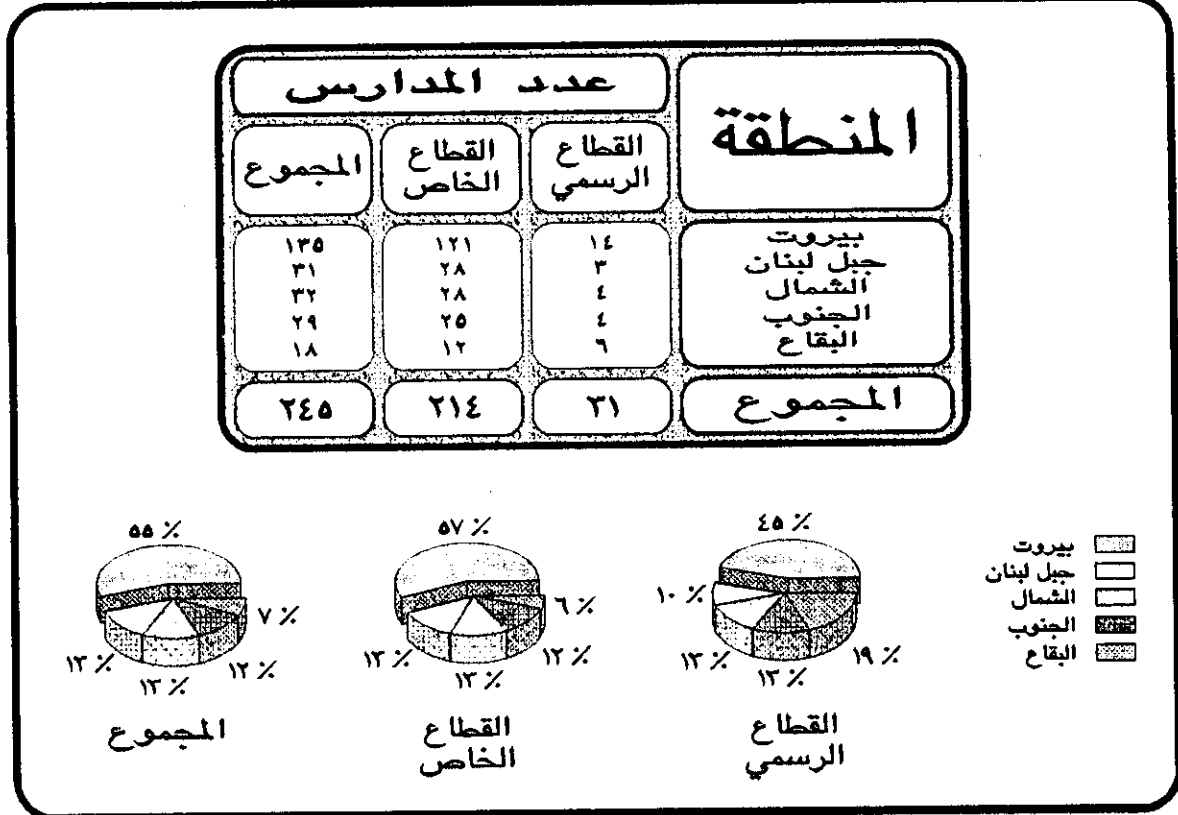 المنطقة
عدد المدارس
القطاع الرسمي
القطاع الخاص
المجموع
بيروت ١٤ ١٢١ ١٣٥
جبل لبنان ٣ ٢٨ ٣١
الشمال ٤ ٢٨ ٣٢
الجنوب ٤ ٢٥ ٢٩
البقاع ٦ ١٢ ١٨
المجموع ٣١ ٢١٤ ٢٤٥
بيروت
جبل لبنان
الشمال
الجنوب
البقاع
٤٥ ٪
١٠ ٪
١٣ ٪
١٣ ٪
١٩ ٪
القطاع
الرسمي
٥٧ ٪
٦ ٪
١٣ ٪
١٣ ٪
١٢ ٪
القطاع
الخاص
٥٥ ٪
٧ ٪
١٣ ٪
١٣ ٪
١٢ ٪
المجموع